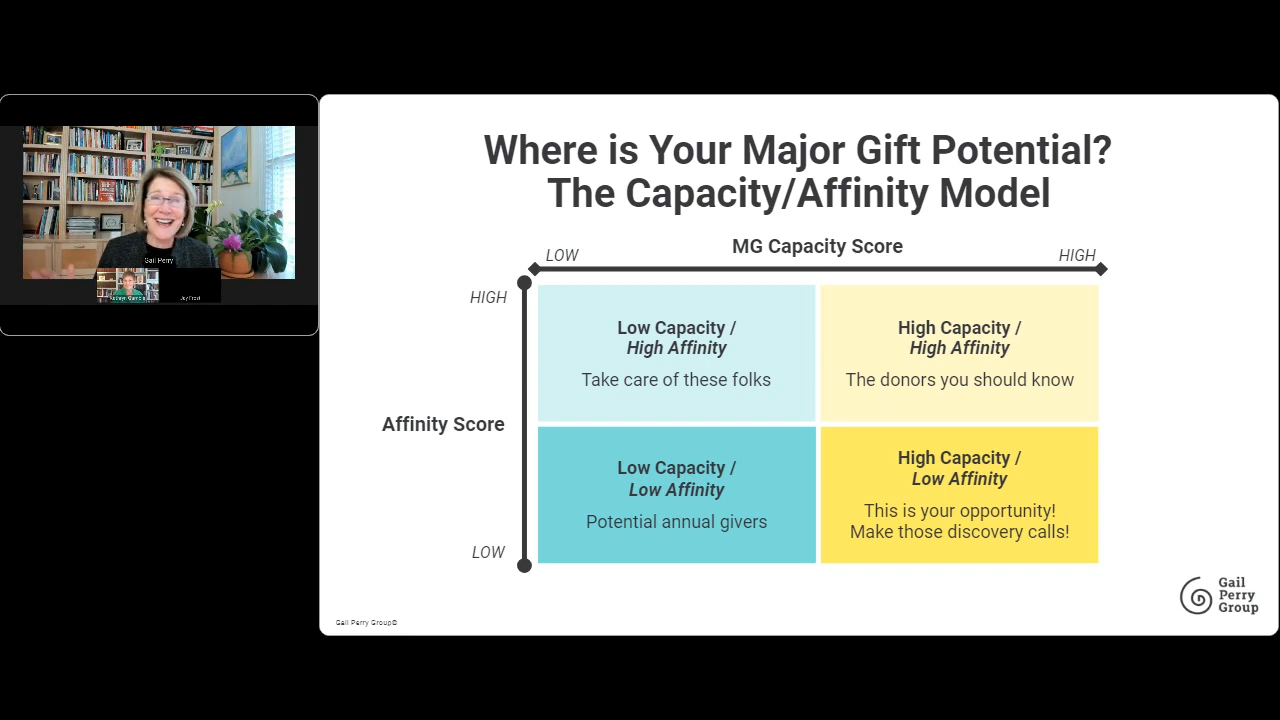 Where is Your Major Gift Potential?
The Capacity/Affinity Model
MG Capacity Score
LOW
HIGH
HIGH
Affinity Score
LOW
Low Capacity /
High Affinity
Take care of these folks
High Capacity /
High Affinity
The donors you should know
Low Capacity /
Low Affinity
Potential annual givers
High Capacity /
Low Affinity
This is your opportunity!
Make those discovery calls!
Gail Perry Group©
Gail
Perry
Group
Gail Perry
Jay Frost